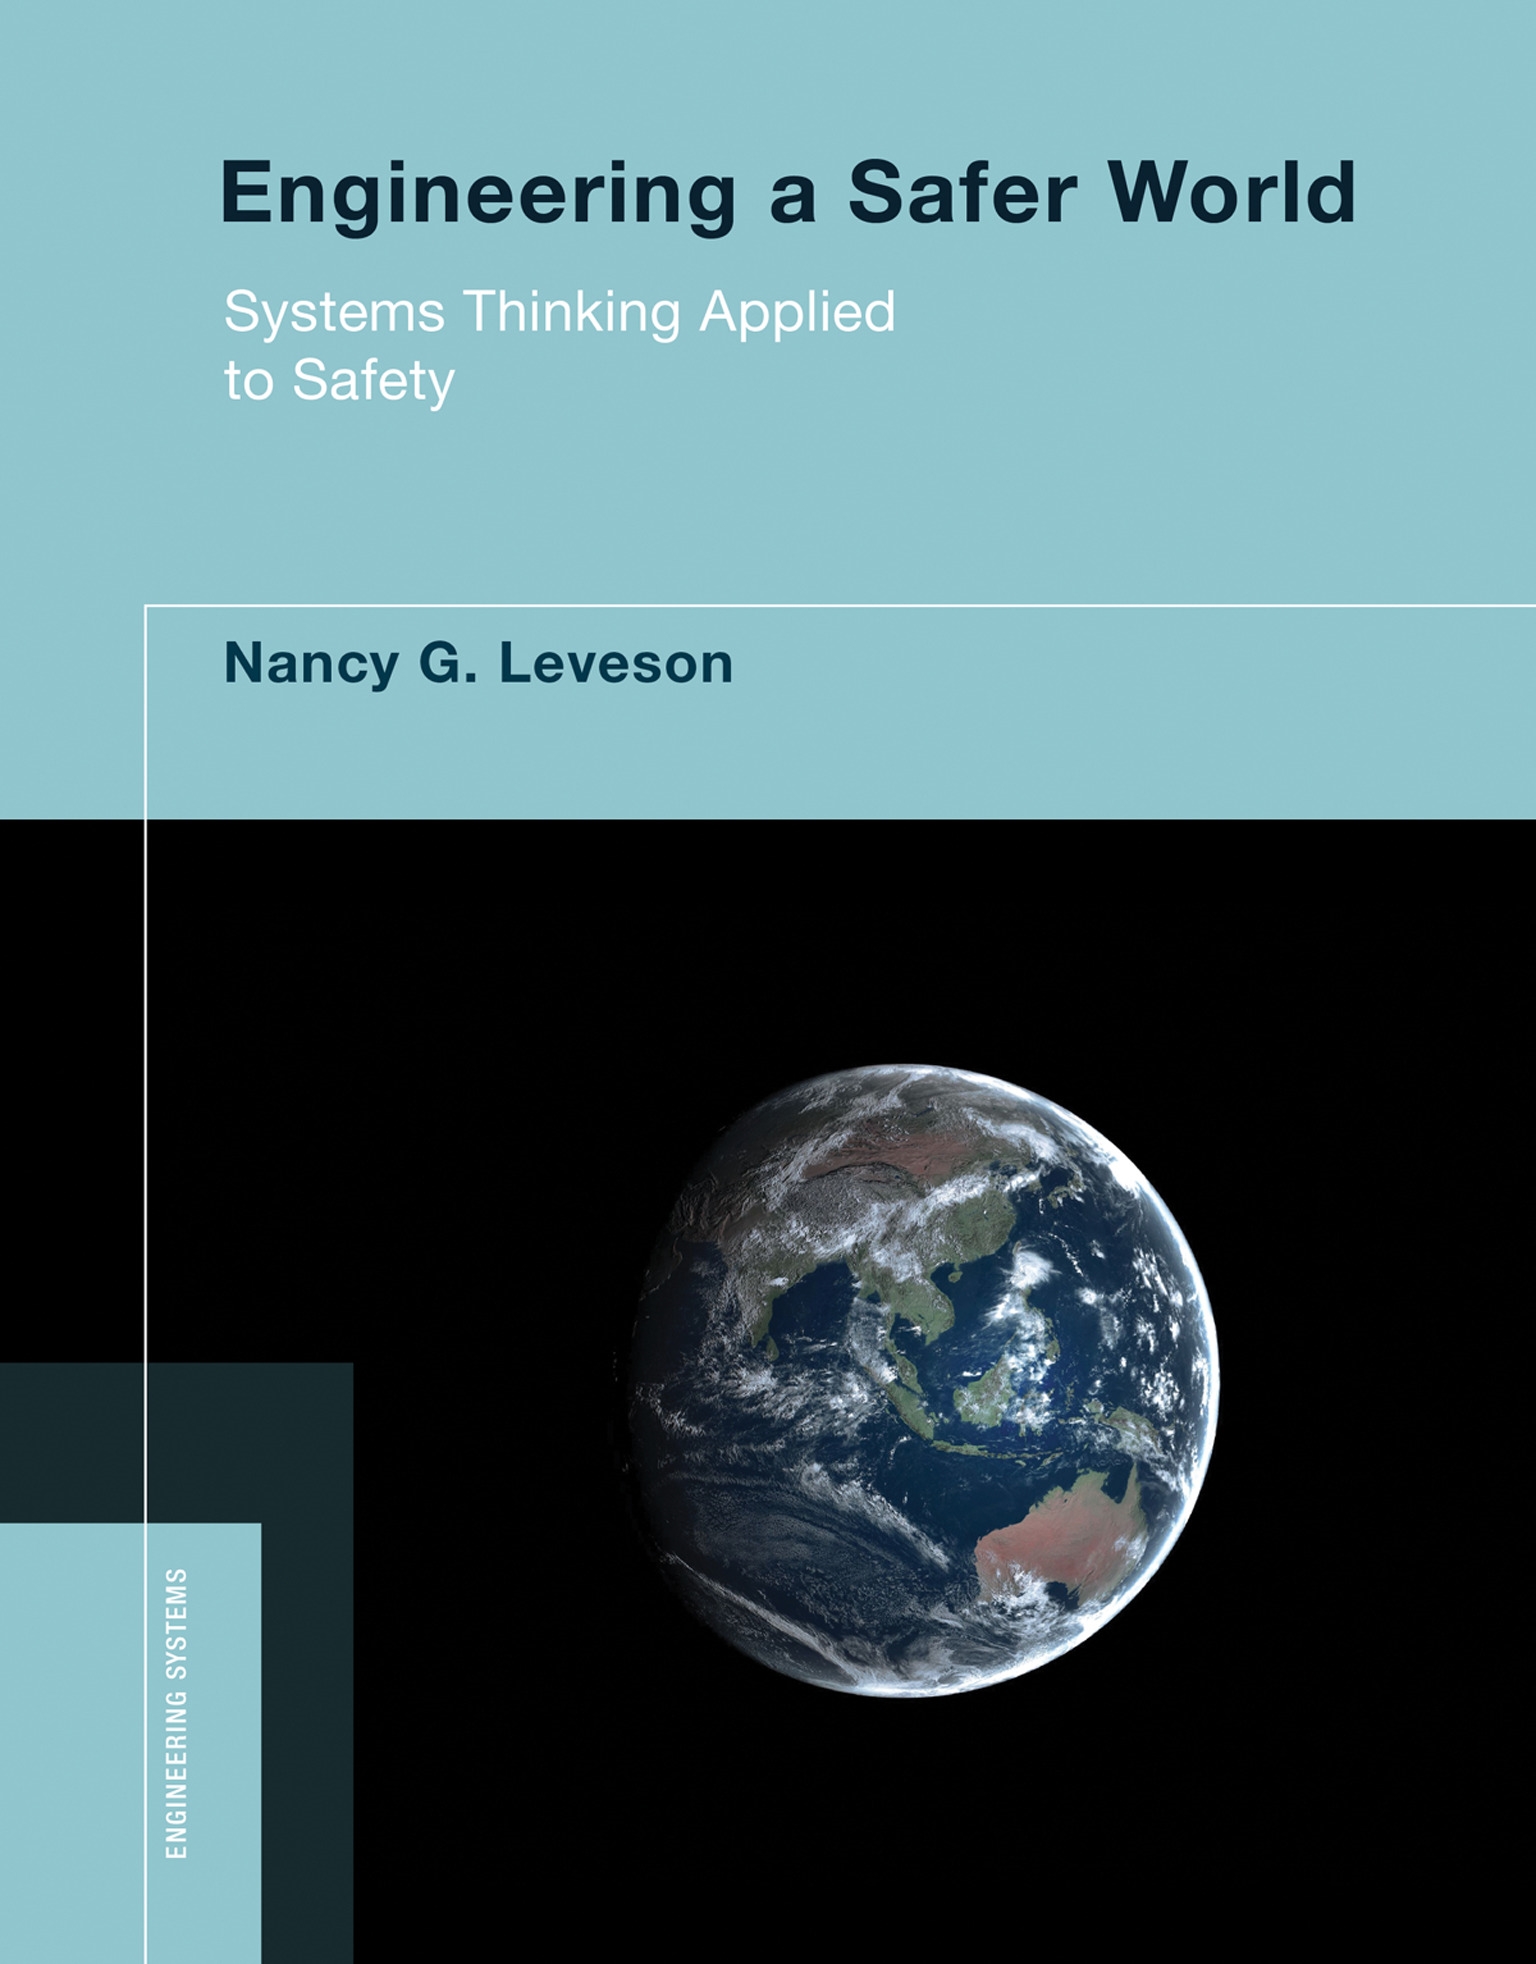 Engineering a Safer World
Systems Thinking Applied
to Safety
Nancy G. Leveson
ENGINEERING SYSTEMS